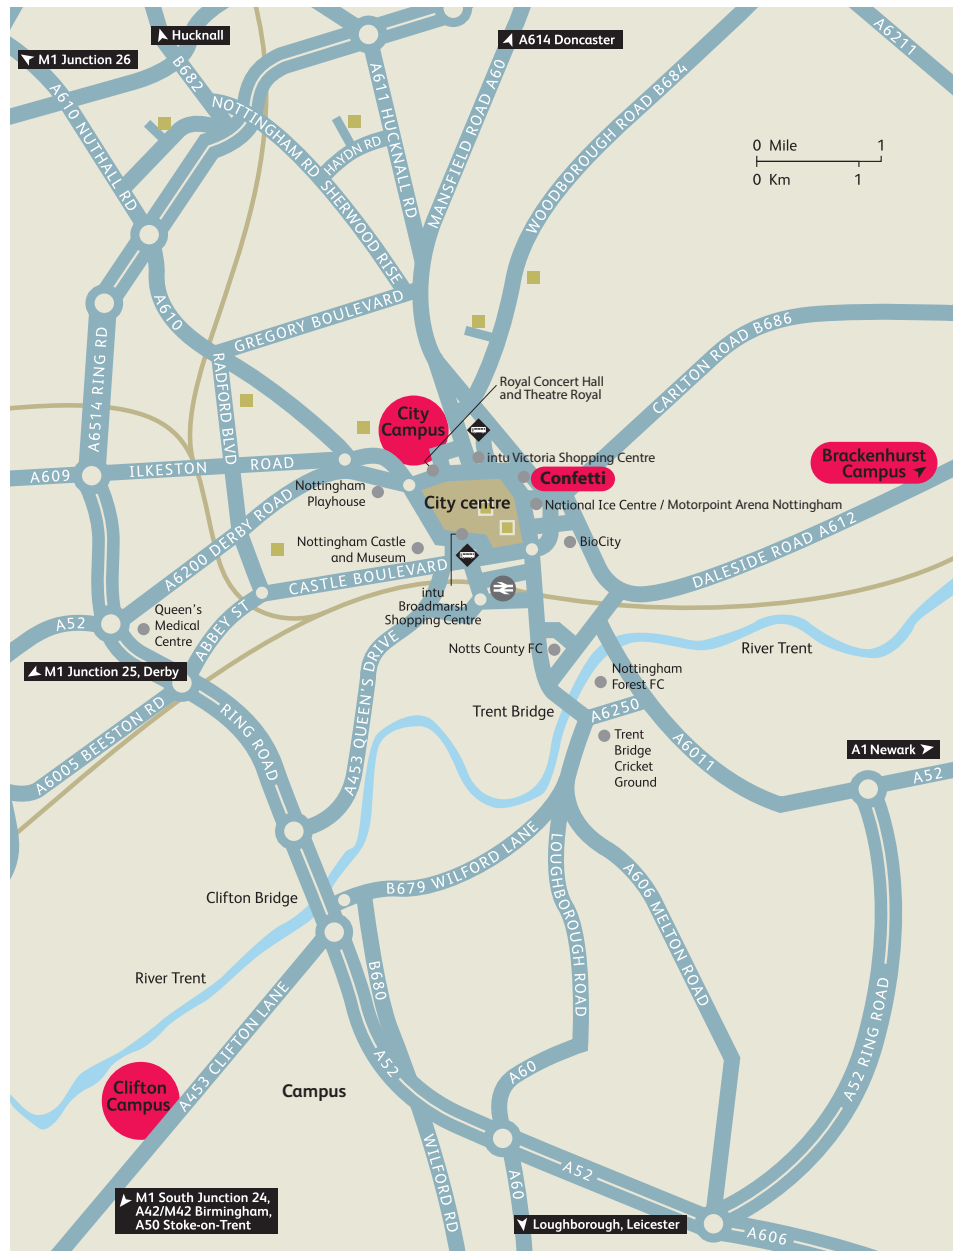 Hucknall
M1 Junction 26
A614 Doncaster
A6211
B682
A610 NUTHALL RD
NOTTINGHAM RD
HAYDN RD
A611 HUCKNALL RD
MANSFIELD ROAD A60
WOODBOROUGH ROAD B684
0 Mile 1
0 Km 1
SHERWOOD RISE
A610
GREGORY BOULEVARD
A6514 RING RD
RADFORD BLVD
CARLTON ROAD B686
Royal Concert Hall
and Theatre Royal
City
Campus
intu Victoria Shopping Centre
Brackenhurst
Campus
A609
ILKESTON ROAD
Confetti
Nottingham
Playhouse
City centre
National Ice Centre / Motorpoint Arena Nottingham
A6200 DERBY ROAD
Nottingham Castle
and Museum
BioCity
DALESIDE ROAD A612
CASTLE BOULEVARD
intu
Broadmarsh
Shopping Centre
A52
Queen's
Medical
Centre
ABBEY ST
Notts County FC
River Trent
M1 Junction 25, Derby
Nottingham
Forest FC
A453 QUEEN'S DRIVE
Trent Bridge
A6250
A6005 BEESTON RD
RING ROAD
Trent
Bridge
Cricket
Ground
A6011
A1 Newark
A52
B679 WILFORD LANE
LOUGHBOROUGH ROAD
A606 MELTON ROAD
Clifton Bridge
River Trent
B680
A453 CLIFTON LANE
A52 RING ROAD
A52
A60
Clifton
Campus
Campus
WILFORD RD
A60
A52
M1 South Junction 24,
A42/M42 Birmingham,
A50 Stoke-on-Trent
Loughborough, Leicester
A606